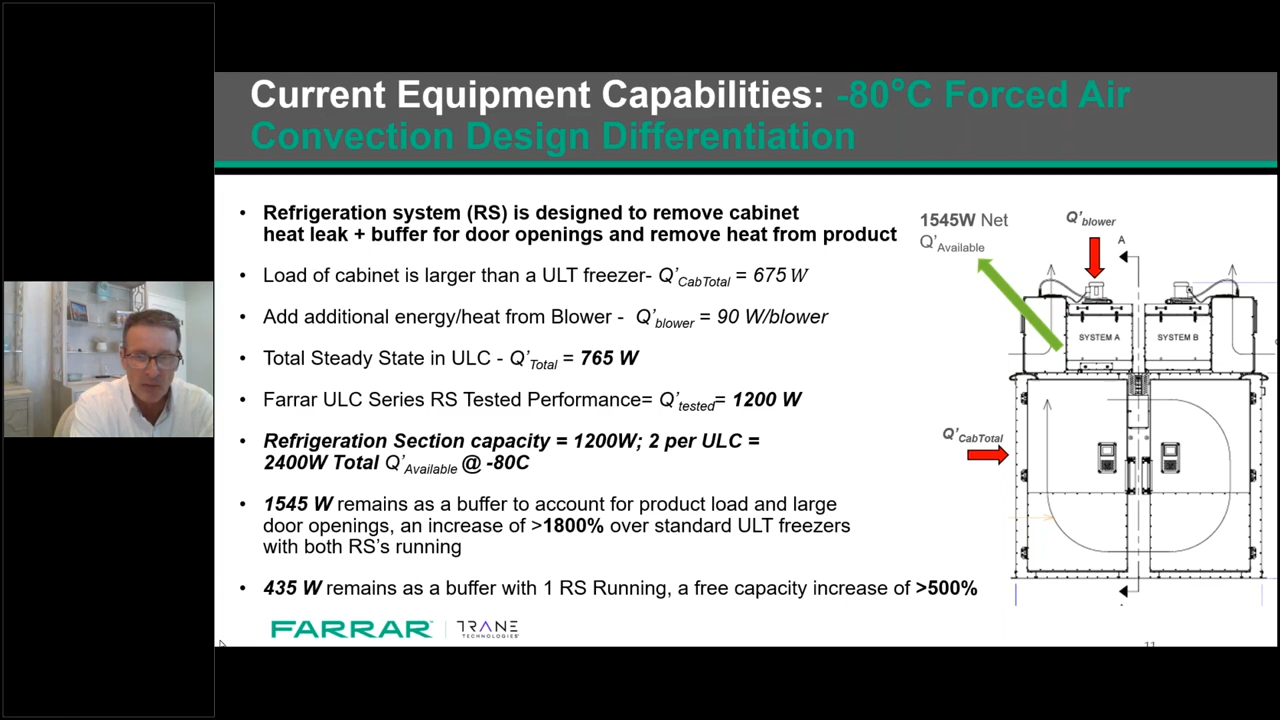 Current Equipment Capabilities: -80°C Forced Air
Convection Design Differentiation
• Refrigeration system (RS) is designed to remove cabinet
heat leak + buffer for door openings and remove heat from product
• Load of cabinet is larger than a ULT freezer- Q’CabTotal = 675 W
• Add additional energy/heat from Blower - Q’blower = 90 W/blower
• Total Steady State in ULC - Q’Total = 765 W
• Farrar ULC Series RS Tested Performance= Q’tested= 1200 W
• Refrigeration Section capacity = 1200W; 2 per ULC =
2400W Total Q’Available @ -80C
• 1545 W remains as a buffer to account for product load and large
door openings, an increase of >1800% over standard ULT freezers
with both RS’s running
• 435 W remains as a buffer with 1 RS Running, a free capacity increase of >500%
1545W Net
Q’Available
Q’blower
A
SYSTEM A
SYSTEM B
Q’CabTotal
FARRAR™
TRANE
TECHNOLOGIES
11